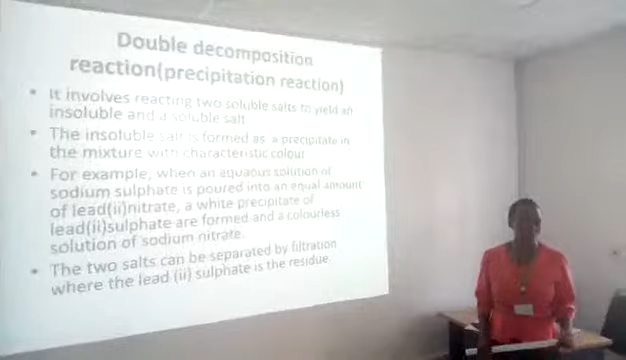 Double decomposition
reaction(precipitation reaction)
• It involves reacting two soluble salts to yield an
insoluble and a soluble salt
• The insoluble salt is formed as a precipitate in
the mixture with characteristic colour
• For example, when an aquaous solution of
sodium sulphate is poured into an equal amount
of lead(ii)nitrate, a white precipitate of
lead(ii)sulphate are formed and a colourless
solution of sodium nitrate.
• The two salts can be separated by filtration
where the lead (ii) sulphate is the residue.